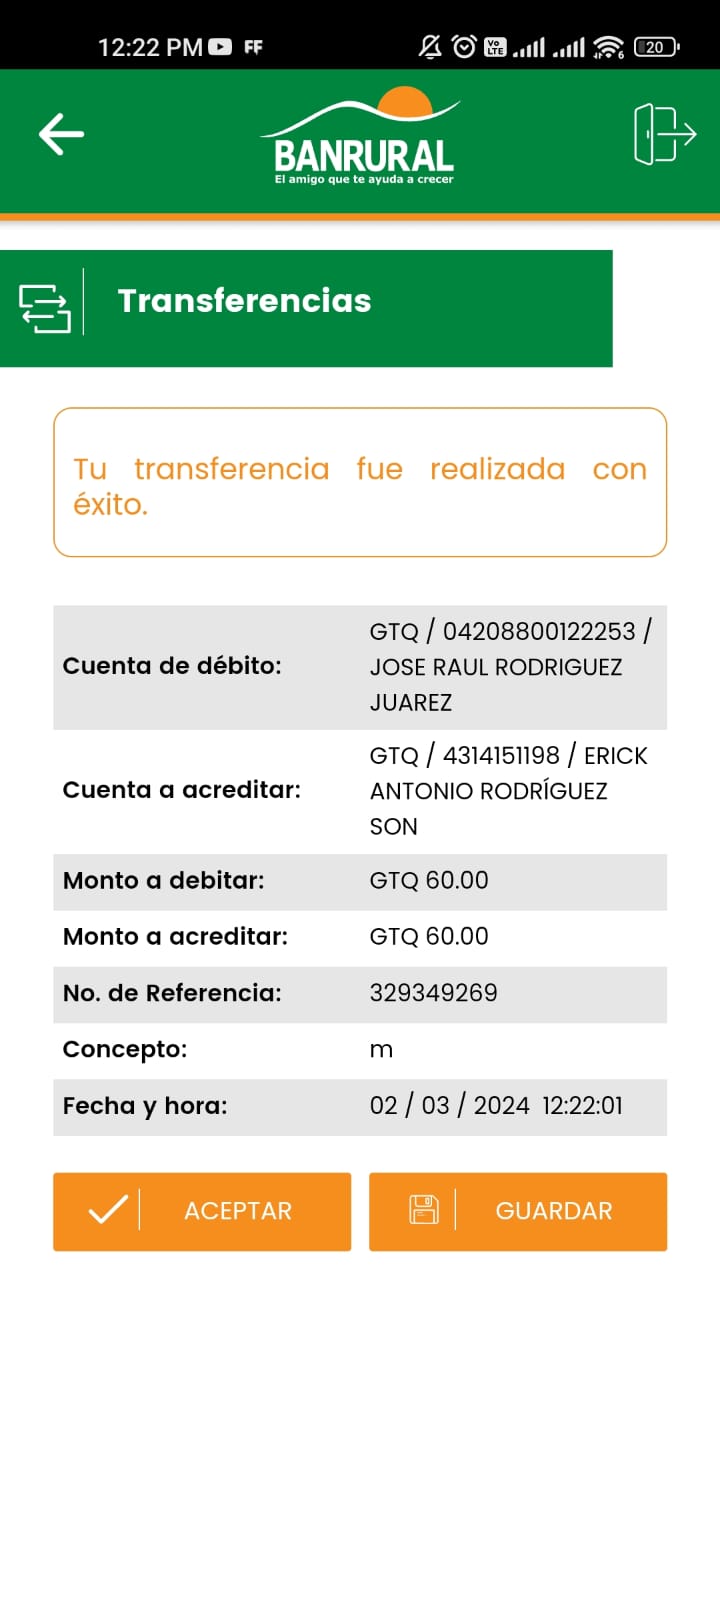 12:22 PM FF Vo LTE 6 20
BANRURAL
El amigo que te ayuda a crecer
Transferencias
Tu transferencia fue realizada con
éxito.
Cuenta de débito:
GTQ / 04208800122253 /
JOSE RAUL RODRIGUEZ
JUAREZ
Cuenta a acreditar:
GTQ / 4314151198 / ERICK
ANTONIO RODRÍGUEZ
SON
Monto a debitar: GTQ 60.00
Monto a acreditar: GTQ 60.00
No. de Referencia: 329349269
Concepto: m
Fecha y hora: 02 / 03 / 2024 12:22:01
ACEPTAR GUARDAR